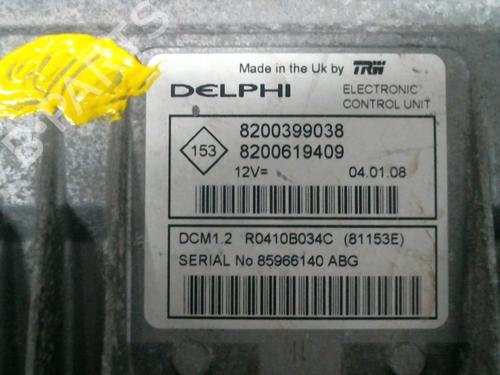 Made in the Uk by TRW
DELPHI
ELECTRONIC
CONTROL UNIT
153
8200399038
8200619409
12V=
04.01.08
DCM1.2 R0410B034C (81153E)
SERIAL No 85966140 ABG
B-PARTS